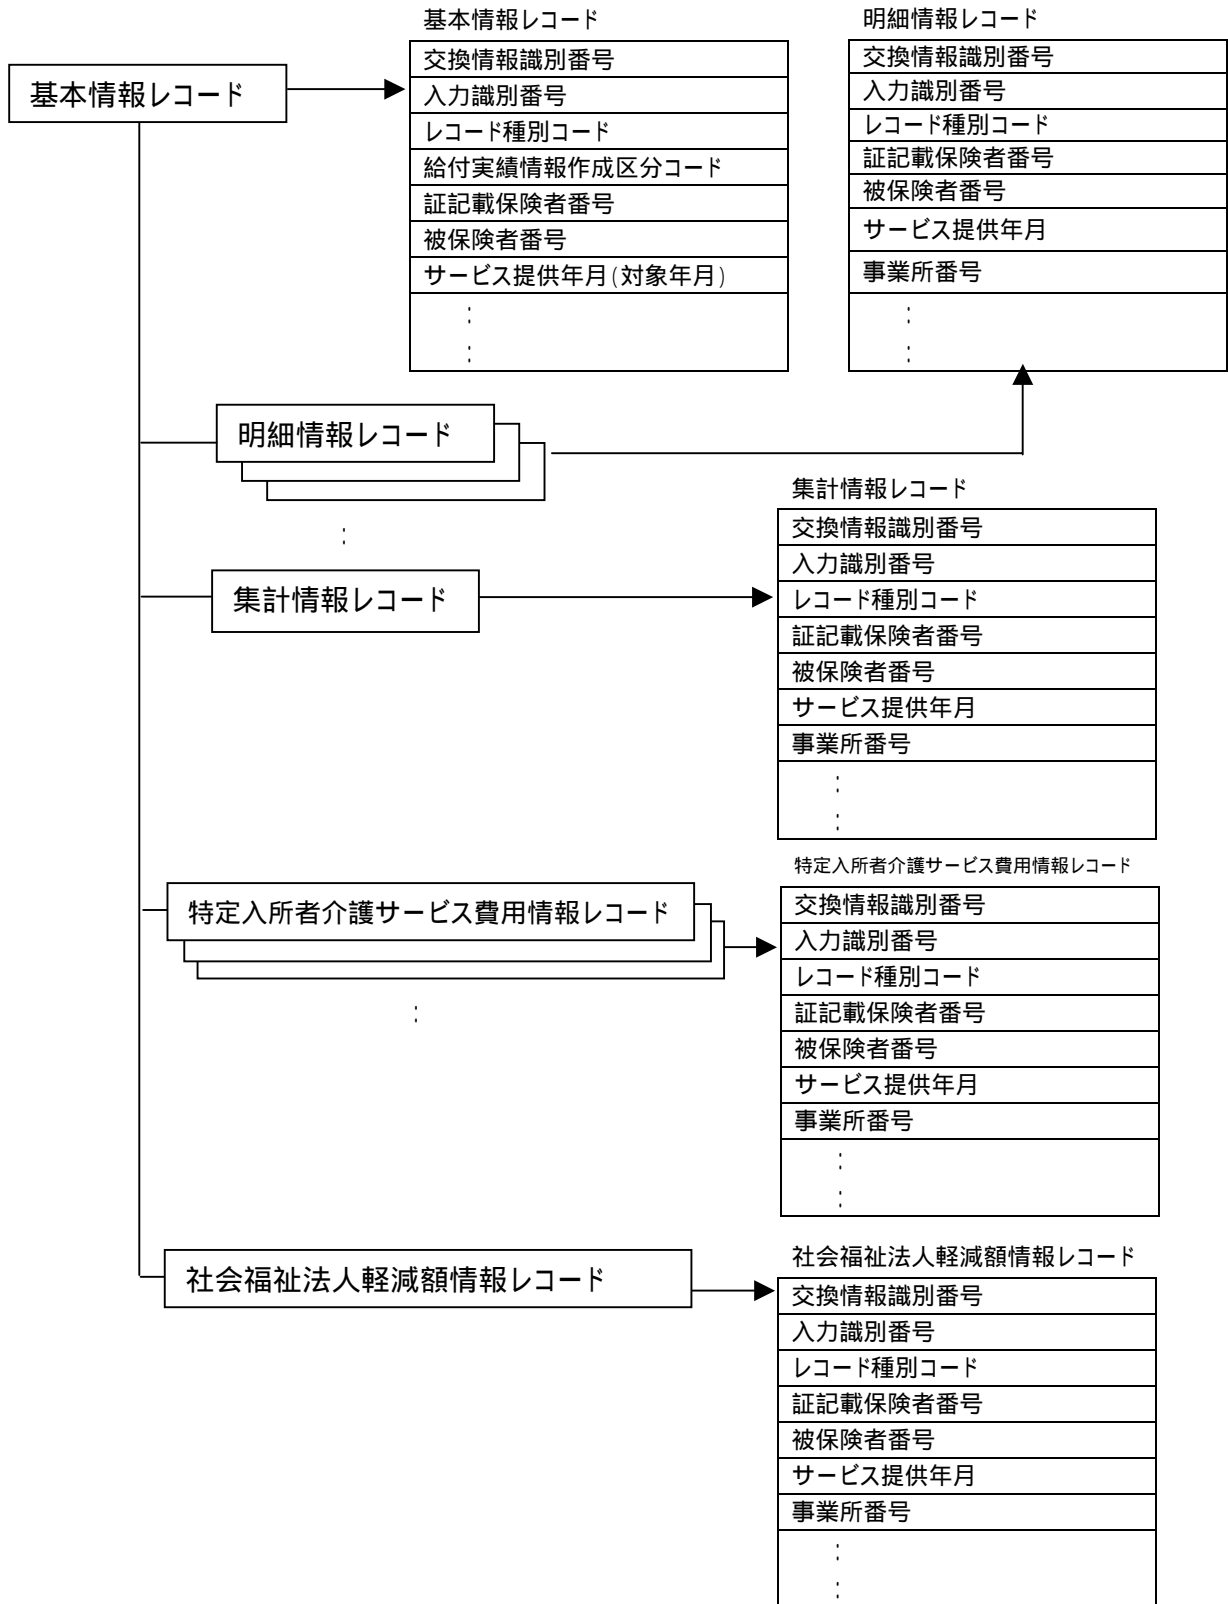 基本情報レコード
基本情報レコード
交換情報識別番号
入力識別番号
レコード種別コード
給付実績情報作成区分コード
証記載保険者番号
被保険者番号
サービス提供年月(対象年月)
:
:
明細情報レコード
交換情報識別番号
入力識別番号
レコード種別コード
証記載保険者番号
被保険者番号
サービス提供年月
事業所番号
:
:
明細情報レコード
:
集計情報レコード
集計情報レコード
交換情報識別番号
入力識別番号
レコード種別コード
証記載保険者番号
被保険者番号
サービス提供年月
事業所番号
:
:
特定入所者介護サービス費用情報レコード
:
特定入所者介護サービス費用情報レコード
交換情報識別番号
入力識別番号
レコード種別コード
証記載保険者番号
被保険者番号
サービス提供年月
事業所番号
:
:
社会福祉法人軽減額情報レコード
社会福祉法人軽減額情報レコード
交換情報識別番号
入力識別番号
レコード種別コード
証記載保険者番号
被保険者番号
サービス提供年月
事業所番号
:
: